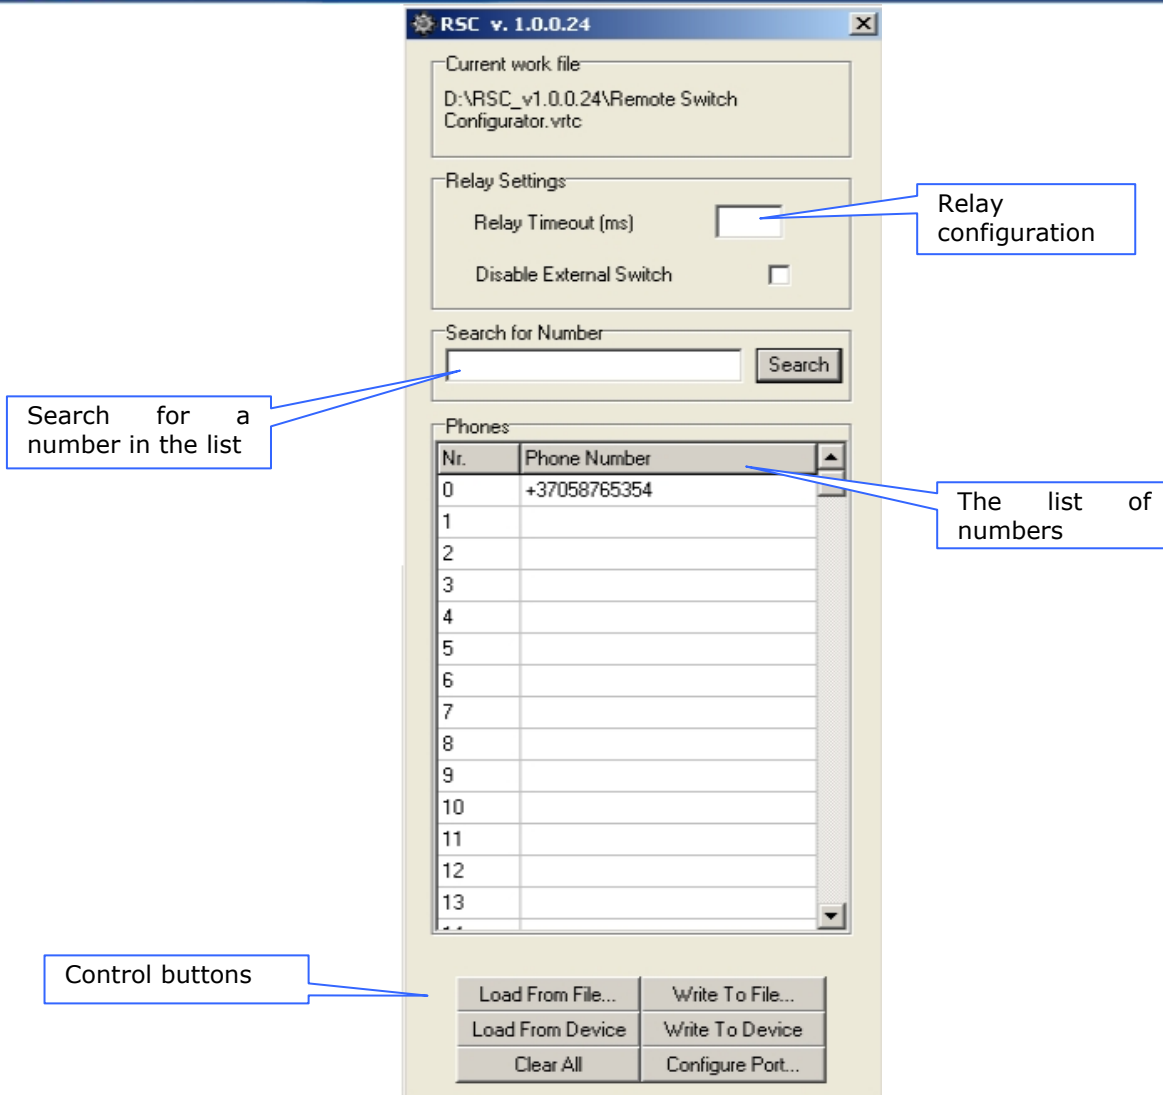 RSC v. 1.0.0.24
Current work file
D:\RSC_v1.0.0.24\Remote Switch
Configurator.vrtc
Relay Settings
Relay Timeout (ms)
Relay
configuration
Disable External Switch
Search for Number
Search
Search for a
number in the list
Phones
Nr. Phone Number
0 +37058765354
The list of
numbers
1
2
3
4
5
6
7
8
9
10
11
12
13
Control buttons
Load From File... Write To File...
Load From Device Write To Device
Clear All Configure Port...